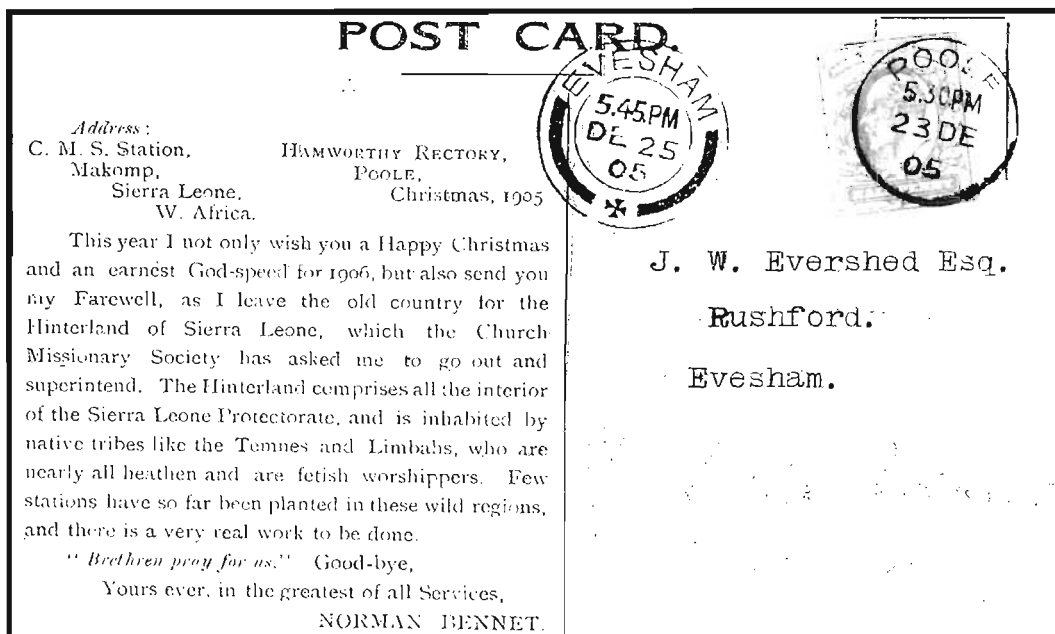 POST CARD.
Address:
C. M. S. Station,
Makomp,
Sierra Leone,
W. Africa.
HAMWORTHY RECTORY,
POOLE,
Christmas, 1905
This year I not only wish you a Happy Christmas
and an earnest God-speed for 1906, but also send you
my Farewell, as I leave the old country for the
Hinterland of Sierra Leone, which the Church
Missionary Society has asked me to go out and
superintend. The Hinterland comprises all the interior
of the Sierra Leone Protectorate, and is inhabited by
native tribes like the Temnes and Limbahs, who are
nearly all heathen and are fetish worshippers. Few
stations have so far been planted in these wild regions,
and there is a very real work to be done.
"Brethren pray for us." Good-bye,
Yours ever, in the greatest of all Services,
NORMAN BENNET.
EVESHAM
5.45.PM
DE 25
05
POOLE
5.30PM
23 DE
05
J. W. Evershed Esq.
Rushford.
Evesham.